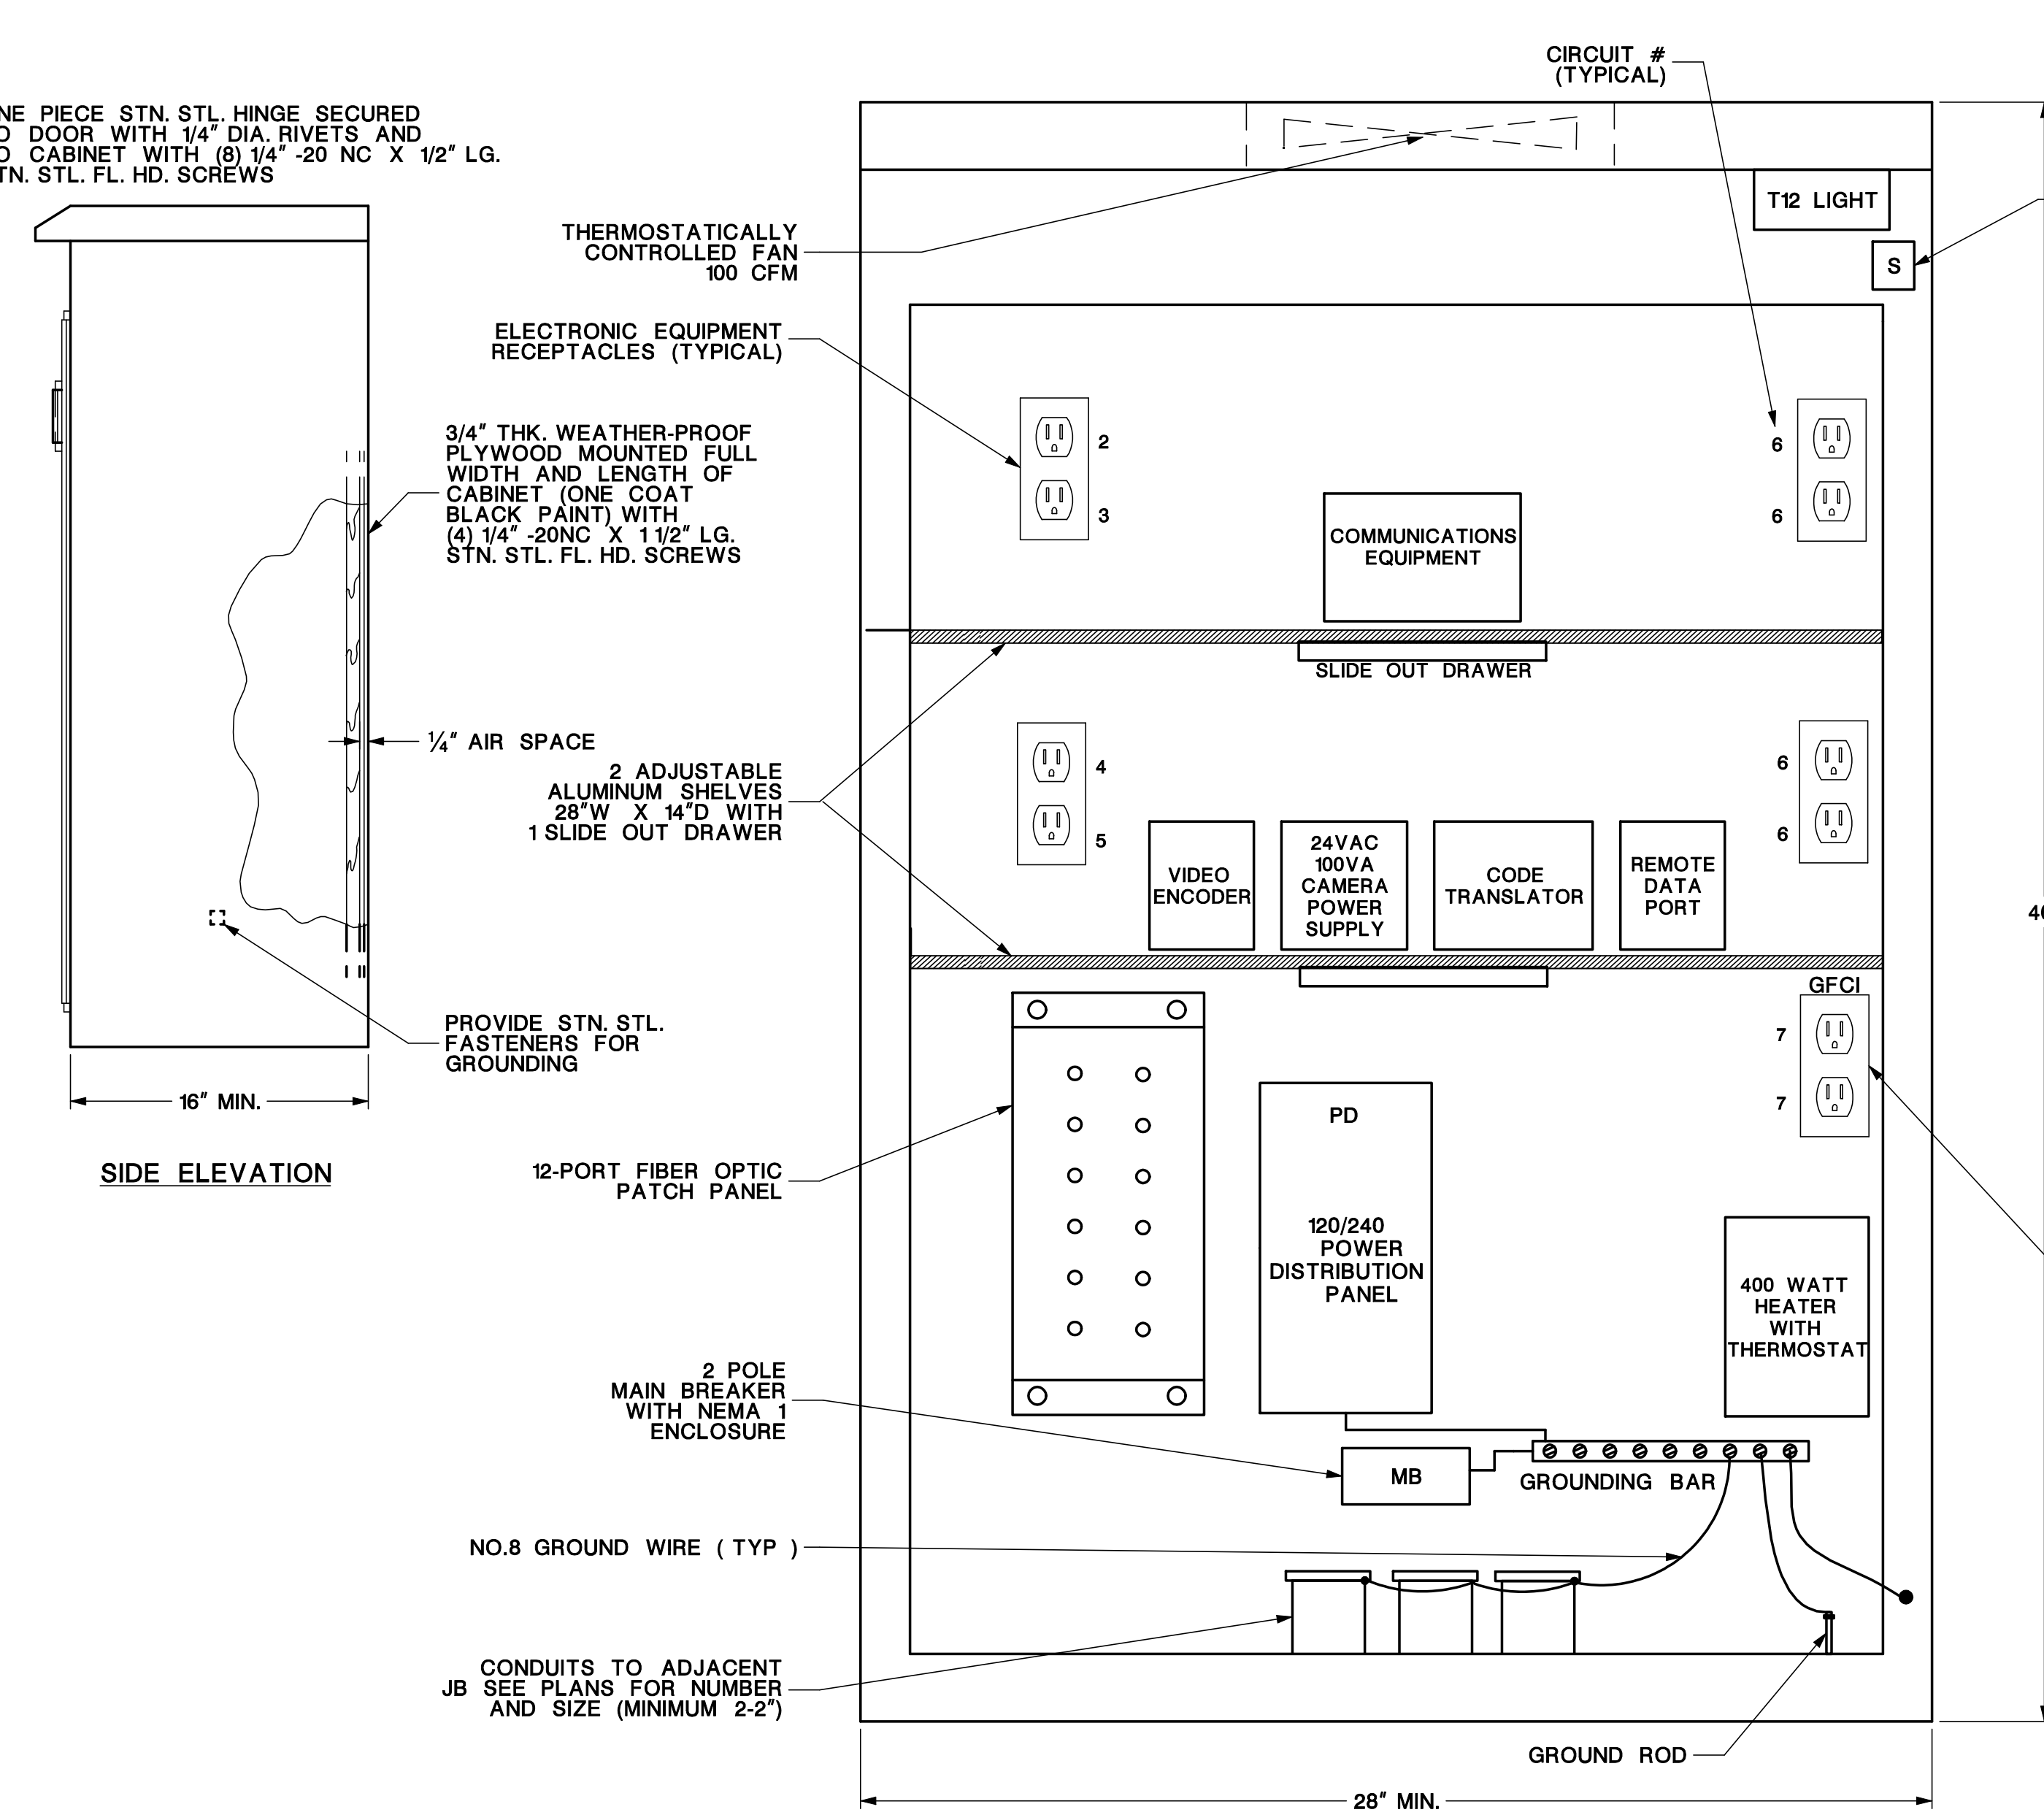 PIECE STN. STL. HINGE SECURED
DOOR WITH 1/4" DIA. RIVETS AND
CABINET WITH (8) 1/4" -20 NC X 1/2" LG.
STL. FL. HD. SCREWS
16" MIN.
SIDE ELEVATION
3/4" THK. WEATHER-PROOF
PLYWOOD MOUNTED FULL
WIDTH AND LENGTH OF
CABINET (ONE COAT
BLACK PAINT) WITH
(4) 1/4" -20NC X 1 1/2" LG.
STN. STL. FL. HD. SCREWS
¼" AIR SPACE
PROVIDE STN. STL.
FASTENERS FOR
GROUNDING
CIRCUIT #
(TYPICAL)
THERMOSTATICALLY
CONTROLLED FAN
100 CFM
ELECTRONIC EQUIPMENT
RECEPTACLES (TYPICAL)
2 ADJUSTABLE
ALUMINUM SHELVES
28"W X 14"D WITH
1 SLIDE OUT DRAWER
12-PORT FIBER OPTIC
PATCH PANEL
2 POLE
MAIN BREAKER
WITH NEMA 1
ENCLOSURE
NO.8 GROUND WIRE ( TYP )
CONDUITS TO ADJACENT
JB SEE PLANS FOR NUMBER
AND SIZE (MINIMUM 2-2")
T12 LIGHT
S
2
3
6
6
COMMUNICATIONS
EQUIPMENT
SLIDE OUT DRAWER
4
5
6
6
VIDEO
ENCODER
24VAC
100VA
CAMERA
POWER
SUPPLY
CODE
TRANSLATOR
REMOTE
DATA
PORT
GFCI
7
7
PD
120/240
POWER
DISTRIBUTION
PANEL
400 WATT
HEATER
WITH
THERMOSTAT
MB
GROUNDING BAR
GROUND ROD
28" MIN.